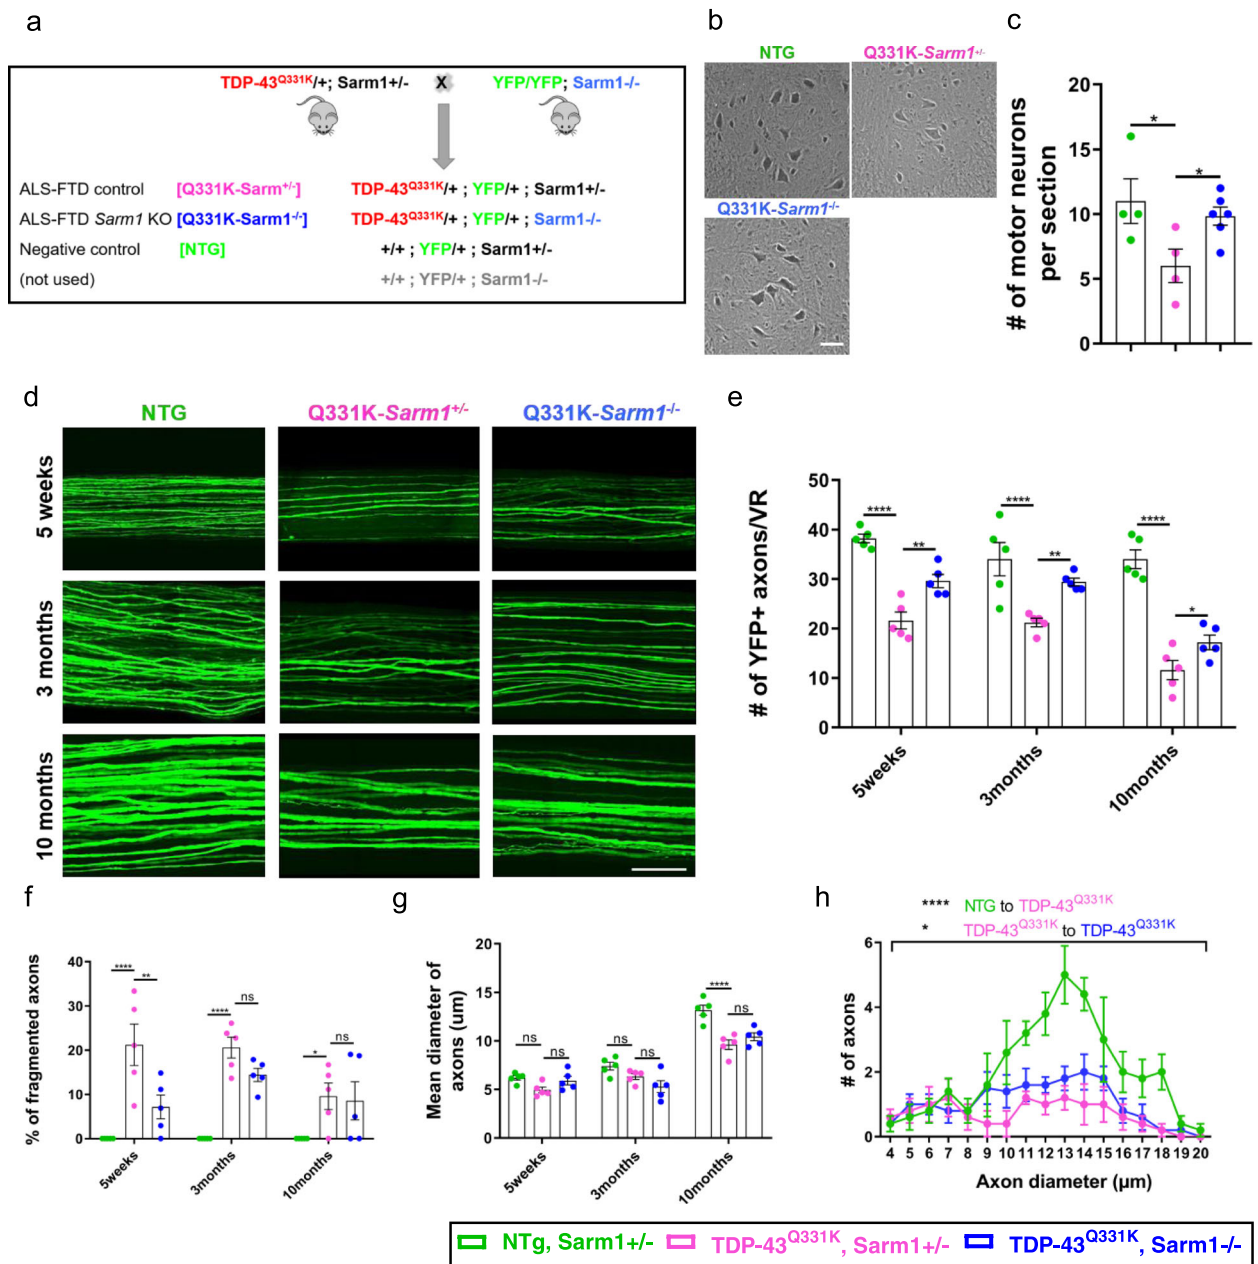 a
TDP-43Q331K/+; Sarm1+/- X YFP/YFP; Sarm1-/-
ALS-FTD control [Q331K-Sarm+/-] TDP-43Q331K/+ ; YFP/+ ; Sarm1+/-
ALS-FTD Sarm1 KO [Q331K-Sarm1-/-] TDP-43Q331K/+ ; YFP/+ ; Sarm1-/-
Negative control [NTG] +/+ ; YFP/+ ; Sarm1+/-
(not used) +/+ ; YFP/+ ; Sarm1-/-
b
NTG Q331K-Sarm1+/-
Q331K-Sarm1-/-
c
# of motor neurons
per section
20
15
10
5
0
*
*
d
NTG Q331K-Sarm1+/- Q331K-Sarm1-/-
5 weeks
3 months
10 months
e
# of YFP+ axons/VR
50
40
30
20
10
0
**** ** **** ** **** *
5weeks 3months 10months
f
% of fragmented axons
40
30
20
10
0
**** ** **** ns * ns
5weeks 3months 10months
g
Mean diameter of
axons (um)
20
15
10
5
0
ns ns ns ns **** ns
5weeks 3months 10months
h
**** NTG to TDP-43Q331K
* TDP-43Q331K to TDP-43Q331K
# of axons
6
4
2
0
4 5 6 7 8 9 10 11 12 13 14 15 16 17 18 19 20
Axon diameter (μm)
NTg, Sarm1+/- TDP-43Q331K, Sarm1+/- TDP-43Q331K, Sarm1-/-